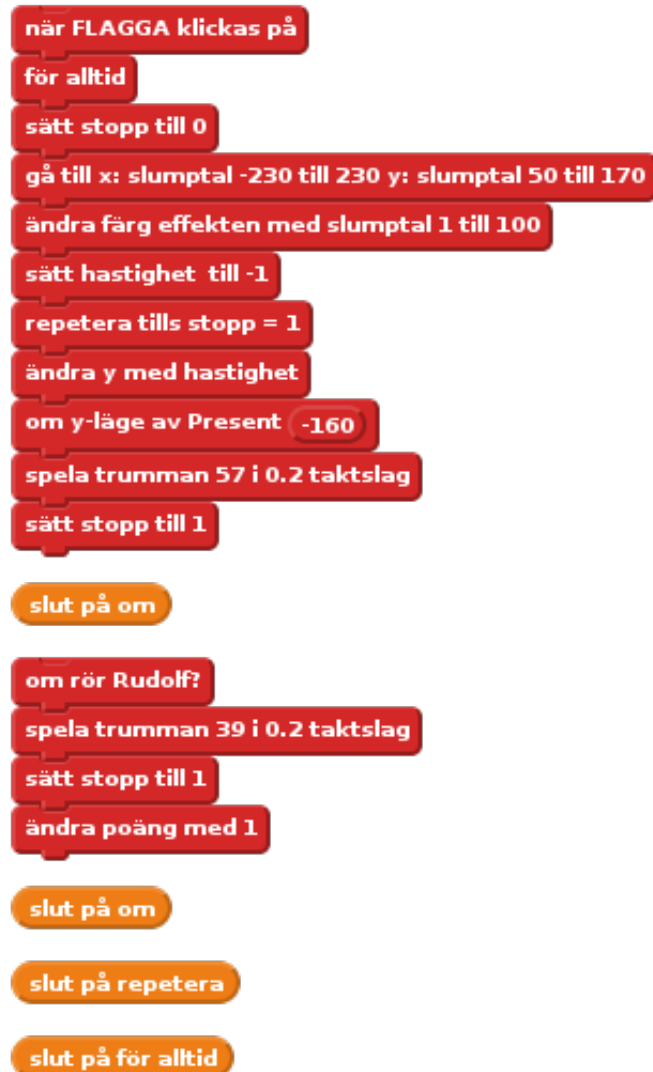 när FLAGGA klickas på
för alltid
sätt stopp till 0
gå till x: slumptal -230 till 230 y: slumptal 50 till 170
ändra färg effekten med slumptal 1 till 100
sätt hastighet till -1
repetera tills stopp = 1
ändra y med hastighet
om y-läge av Present -160
spela trumman 57 i 0.2 taktslag
sätt stopp till 1
slut på om
om rör Rudolf?
spela trumman 39 i 0.2 taktslag
sätt stopp till 1
ändra poäng med 1
slut på om
slut på repetera
slut på för alltid